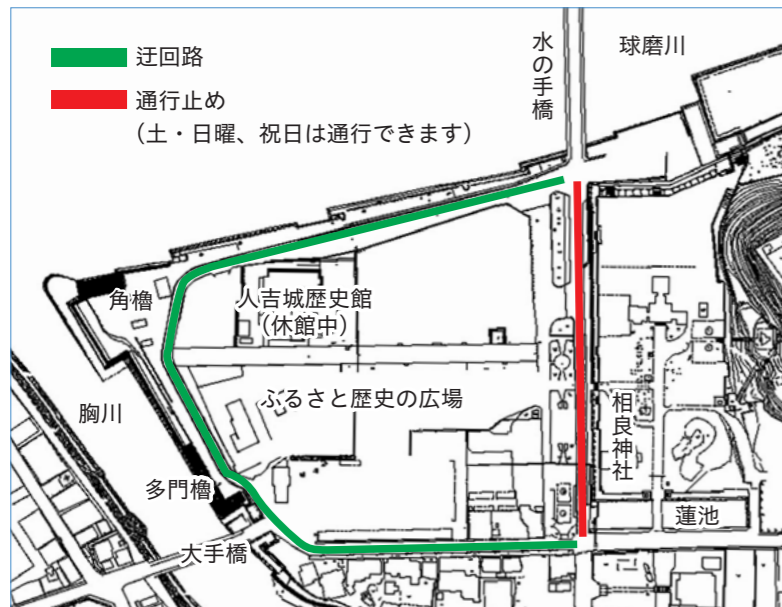 迂回路
通行止め
（土・日曜、祝日は通行できます）
水の手橋
球磨川
角櫓
人吉城歴史館
（休館中）
ふるさと歴史の広場
胸川
相良神社
多門櫓
蓮池
大手橋